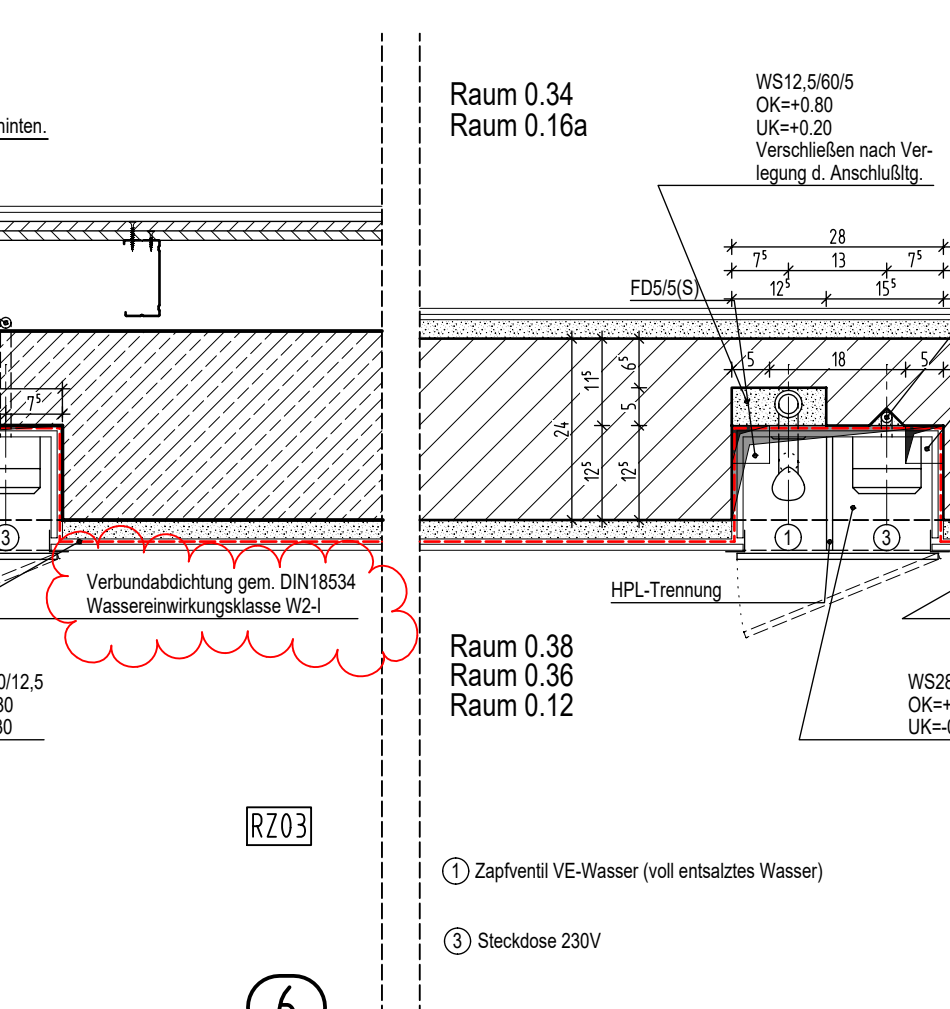 hinten.
Raum 0.34
Raum 0.16a
WS12,5/60/5
OK=+0.80
UK=+0.20
Verschließen nach Ver-
legung d. Anschlußltg.
28
7⁵ 13 7⁵
FD5/5(S)
12⁵ 15⁵
5 18 5
7⁵
24
11⁵
12⁵
6⁵
5
12⁵
3
1
3
Verbundabdichtung gem. DIN18534
Wassereinwirkungsklasse W2-I
HPL-Trennung
Raum 0.38
Raum 0.36
Raum 0.12
0/12,5
30
30
WS28
OK=+
UK=-0
RZ03
1 Zapfventil VE-Wasser (voll entsalztes Wasser)
3 Steckdose 230V
6